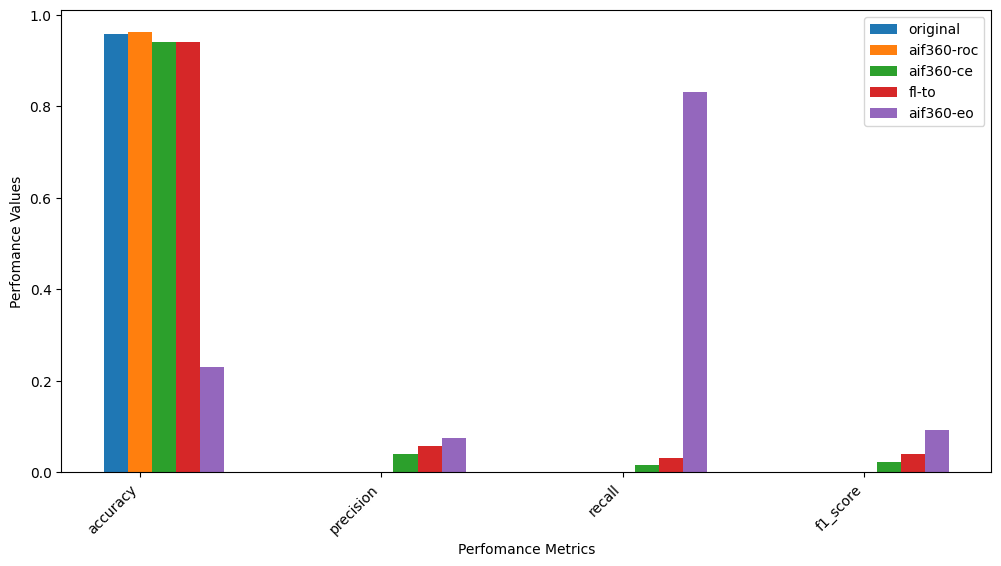 1.0
0.8
0.6
0.4
0.2
0.0
Perfomance Values
original
aif360-roc
aif360-ce
fl-to
aif360-eo
accuracy
precision
recall
f1_score
Perfomance Metrics